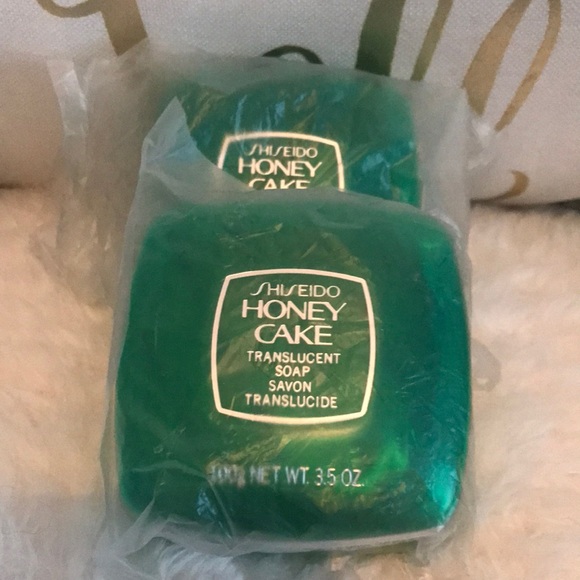 SHISEIDO
HONEY
CAKE
SHISEIDO
HONEY
CAKE
TRANSLUCENT
SOAP
SAVON
TRANSLUCIDE
100g NET WT. 3.5 OZ.